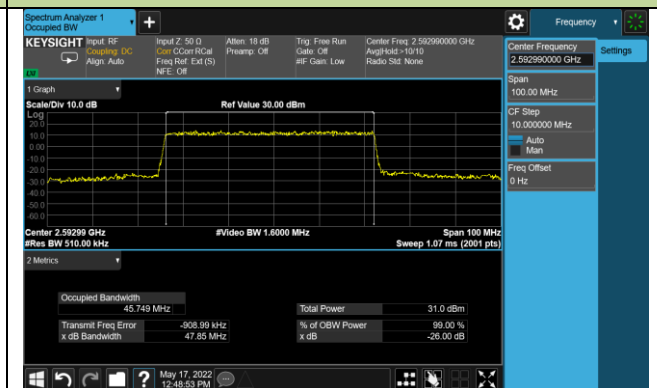 Spectrum Analyzer 1
Occupied BW
Frequency
KEYSIGHT
Input: RF
Coupling: DC
Align: Auto
Input Z: 50 Ω
Corr CCorr RCal
Freq Ref: Ext (S)
NFE: Off
Atten: 18 dB
Preamp: Off
Trig: Free Run
Gate: Off
#IF Gain: Low
Center Freq: 2.592990000 GHz
Avg|Hold:>10/10
Radio Std: None
Center Frequency
2.592990000 GHz
Settings
Span
100.00 MHz
CF Step
10.000000 MHz
Auto
Man
Freq Offset
0 Hz
1 Graph
Scale/Div 10.0 dB
Ref Value 30.00 dBm
Log
20.0
10.0
0.00
-10.0
-20.0
-30.0
-40.0
-50.0
-60.0
Center 2.59299 GHz
#Video BW 1.6000 MHz
Span 100 MHz
#Res BW 510.00 kHz
Sweep 1.07 ms (2001 pts)
2 Metrics
Occupied Bandwidth
45.749 MHz
Total Power
31.0 dBm
Transmit Freq Error
-908.99 kHz
% of OBW Power
99.00 %
x dB Bandwidth
47.85 MHz
x dB
-26.00 dB
?
May 17, 2022
12:48:53 PM